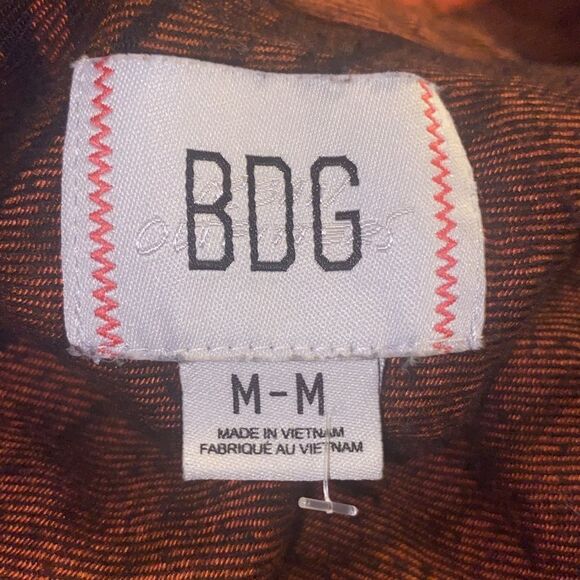 BDG
M-M
MADE IN VIETNAM
FABRIQUÉ AU VIETNAM